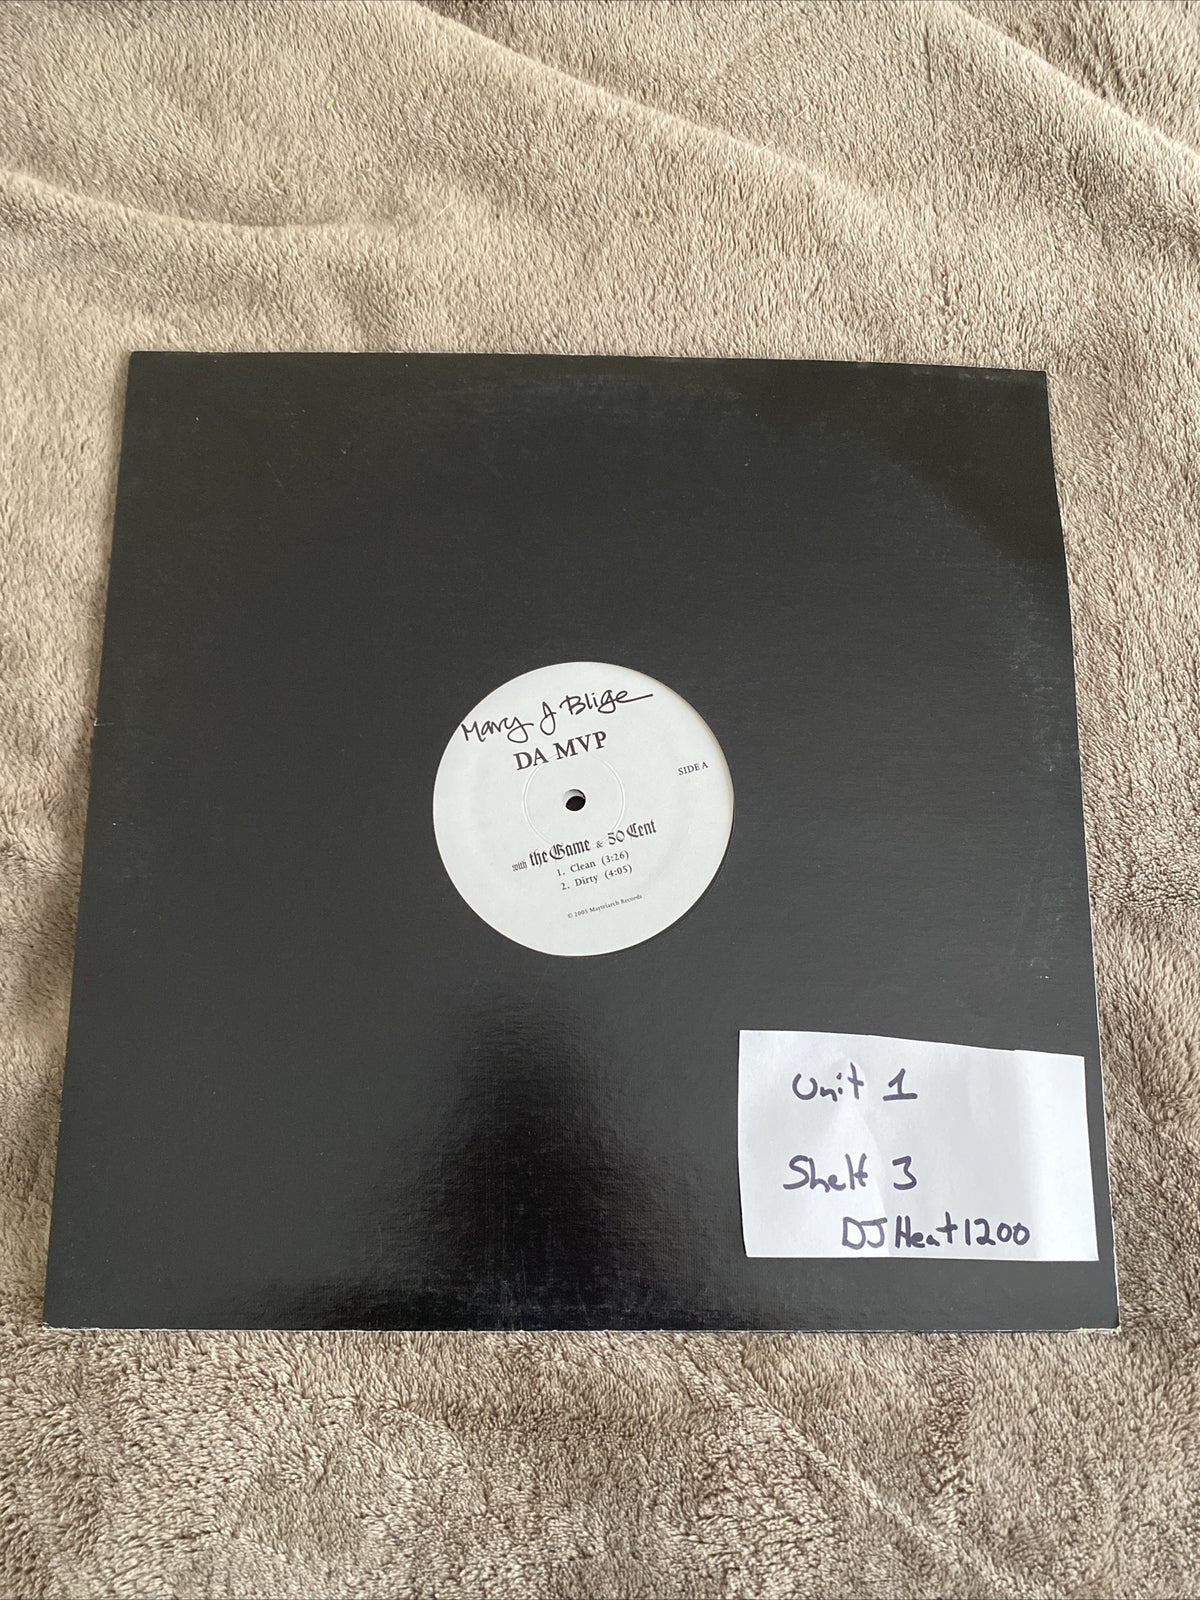 Mary J Blige
DA MVP
SIDE A
with the Game & 50 Cent
1. Clean (3:26)
2. Dirty (4:05)
© 2005 Maytriarch Records
Unit 1
Shelf 3
DJ Heat1200